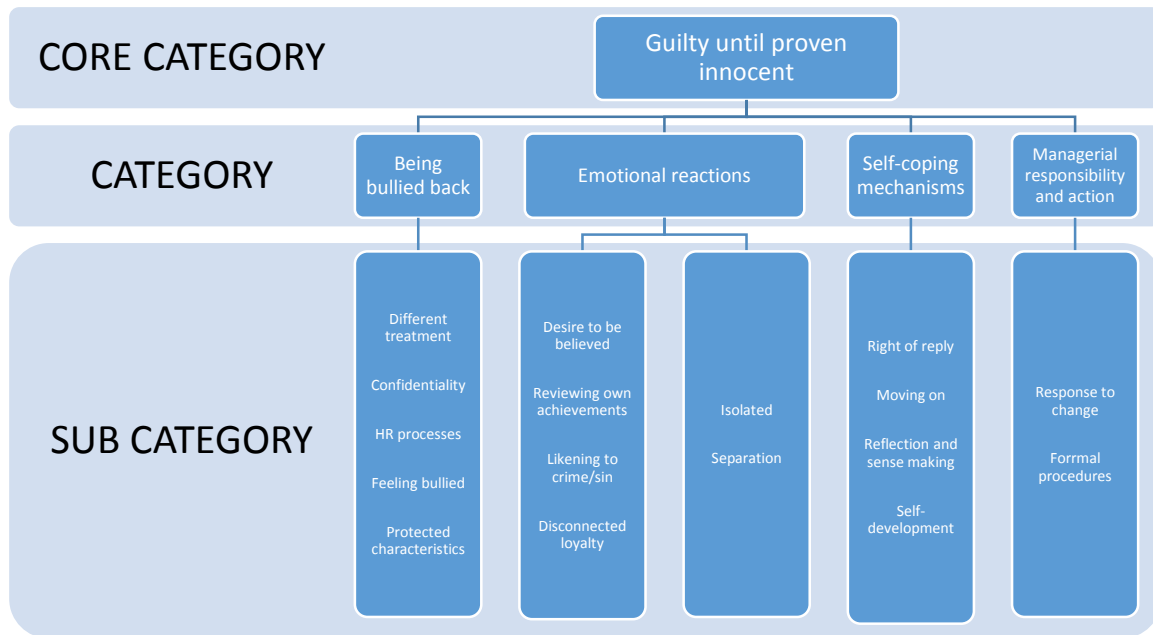 CORE CATEGORY
Guilty until proven
innocent
CATEGORY
Being
bullied back
Emotional reactions
Self-coping
mechanisms
Managerial
responsibility
and action
SUB CATEGORY
Different
treatment
Confidentiality
HR processes
Feeling bullied
Protected
characteristics
Desire to be
believed
Reviewing own
achievements
Likening to
crime/sin
Disconnected
loyalty
Isolated
Separation
Right of reply
Moving on
Reflection and
sense making
Self-
development
Response to
change
Forrmal
procedures